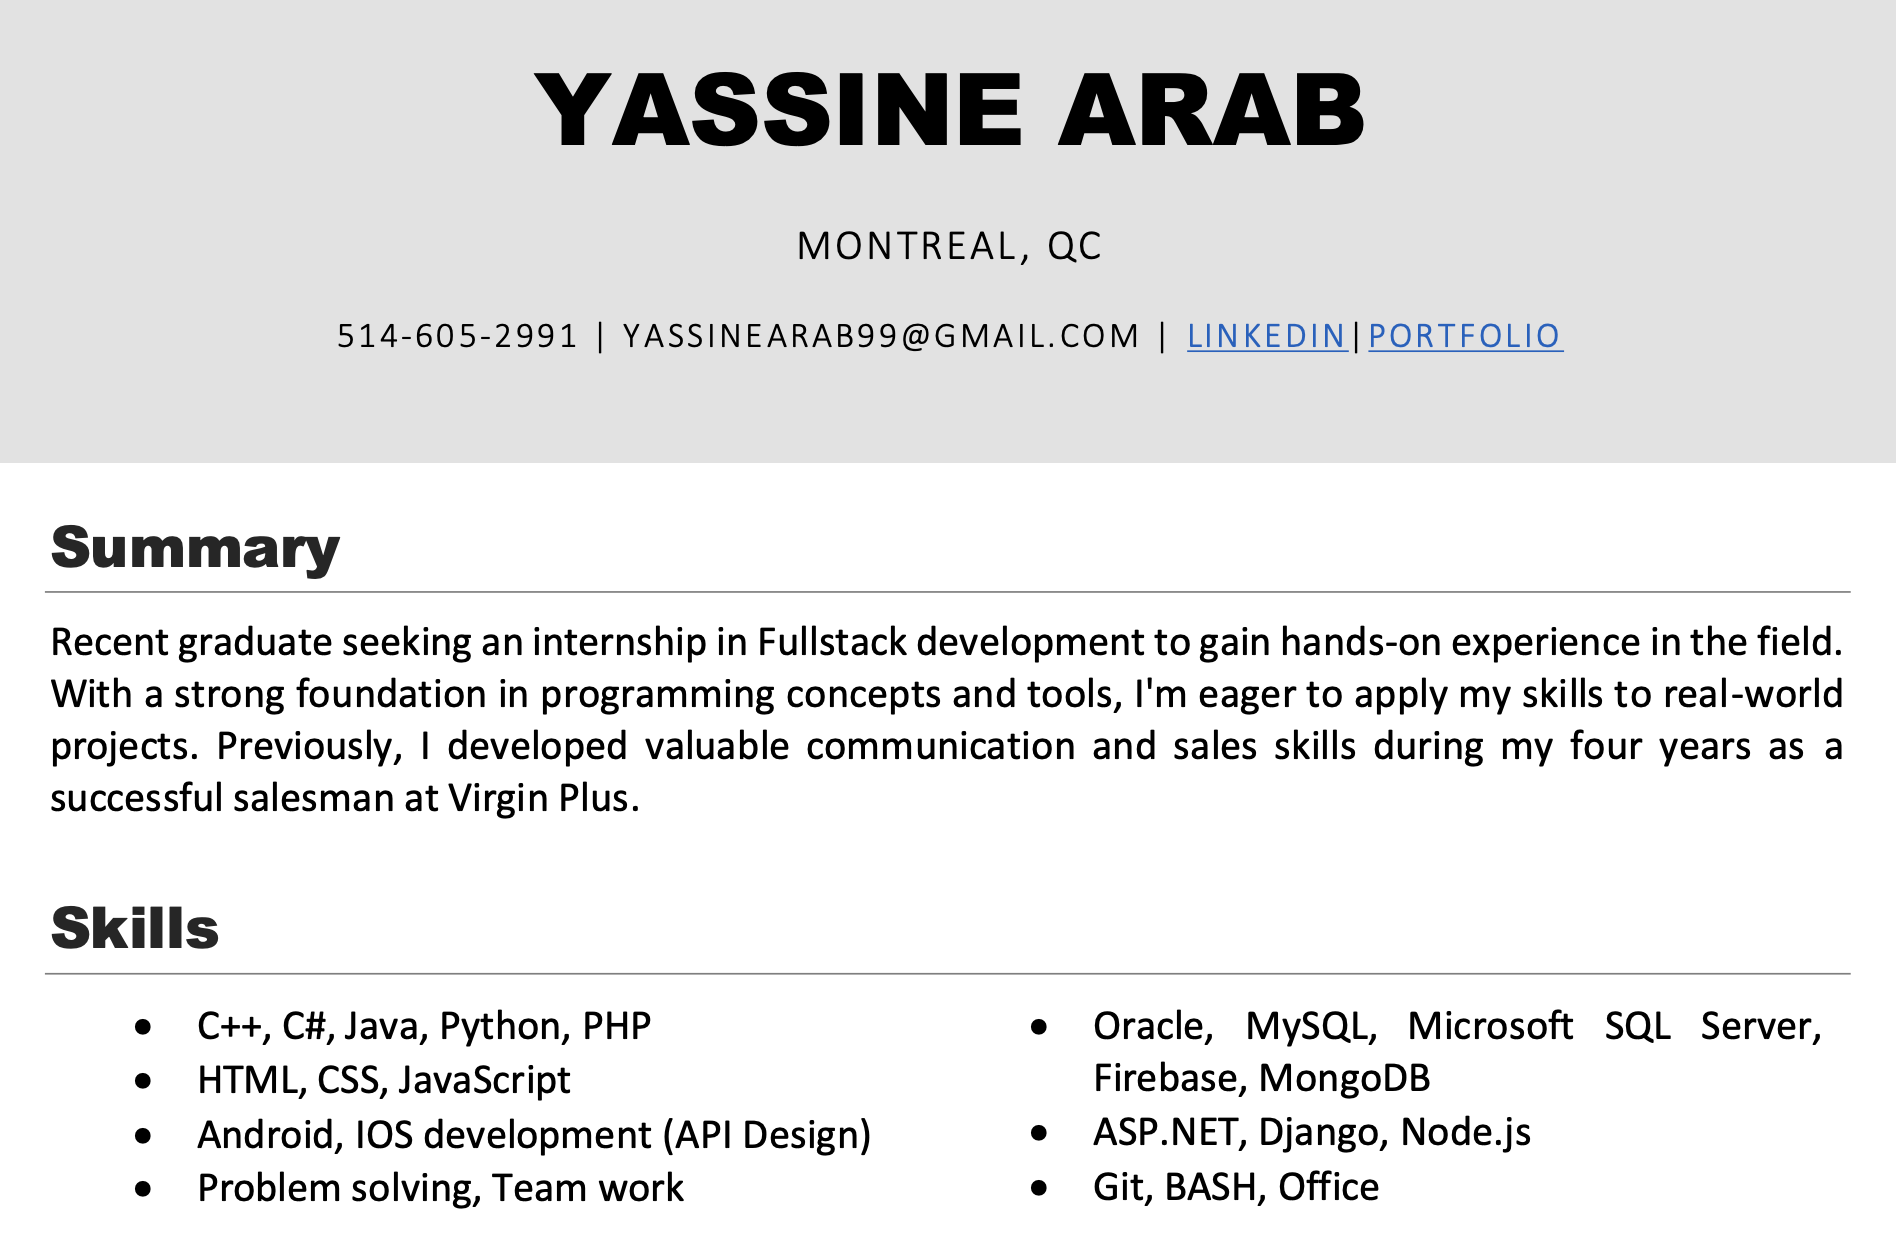 YASSINE ARAB
MONTREAL, QC
514-605-2991 | YASSINEARAB99@GMAIL.COM | LINKEDIN|PORTFOLIO
Summary
Recent graduate seeking an internship in Fullstack development to gain hands-on experience in the field.
With a strong foundation in programming concepts and tools, I'm eager to apply my skills to real-world
projects. Previously, I developed valuable communication and sales skills during my four years as a
successful salesman at Virgin Plus.
Skills
• C++, C#, Java, Python, PHP
• HTML, CSS, JavaScript
• Android, IOS development (API Design)
• Problem solving, Team work
• Oracle, MySQL, Microsoft SQL Server,
Firebase, MongoDB
• ASP.NET, Django, Node.js
• Git, BASH, Office